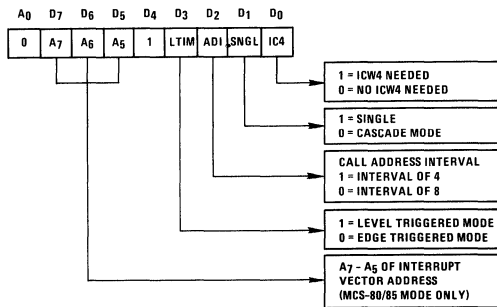 A0 D7 D6 D5 D4 D3 D2 D1 D0
0 A7 A6 A5 1 LTIM ADI SNGL IC4
1 = ICW4 NEEDED
0 = NO ICW4 NEEDED
1 = SINGLE
0 = CASCADE MODE
CALL ADDRESS INTERVAL
1 = INTERVAL OF 4
0 = INTERVAL OF 8
1 = LEVEL TRIGGERED MODE
0 = EDGE TRIGGERED MODE
A7 - A5 OF INTERRUPT
VECTOR ADDRESS
(MCS-80/85 MODE ONLY)